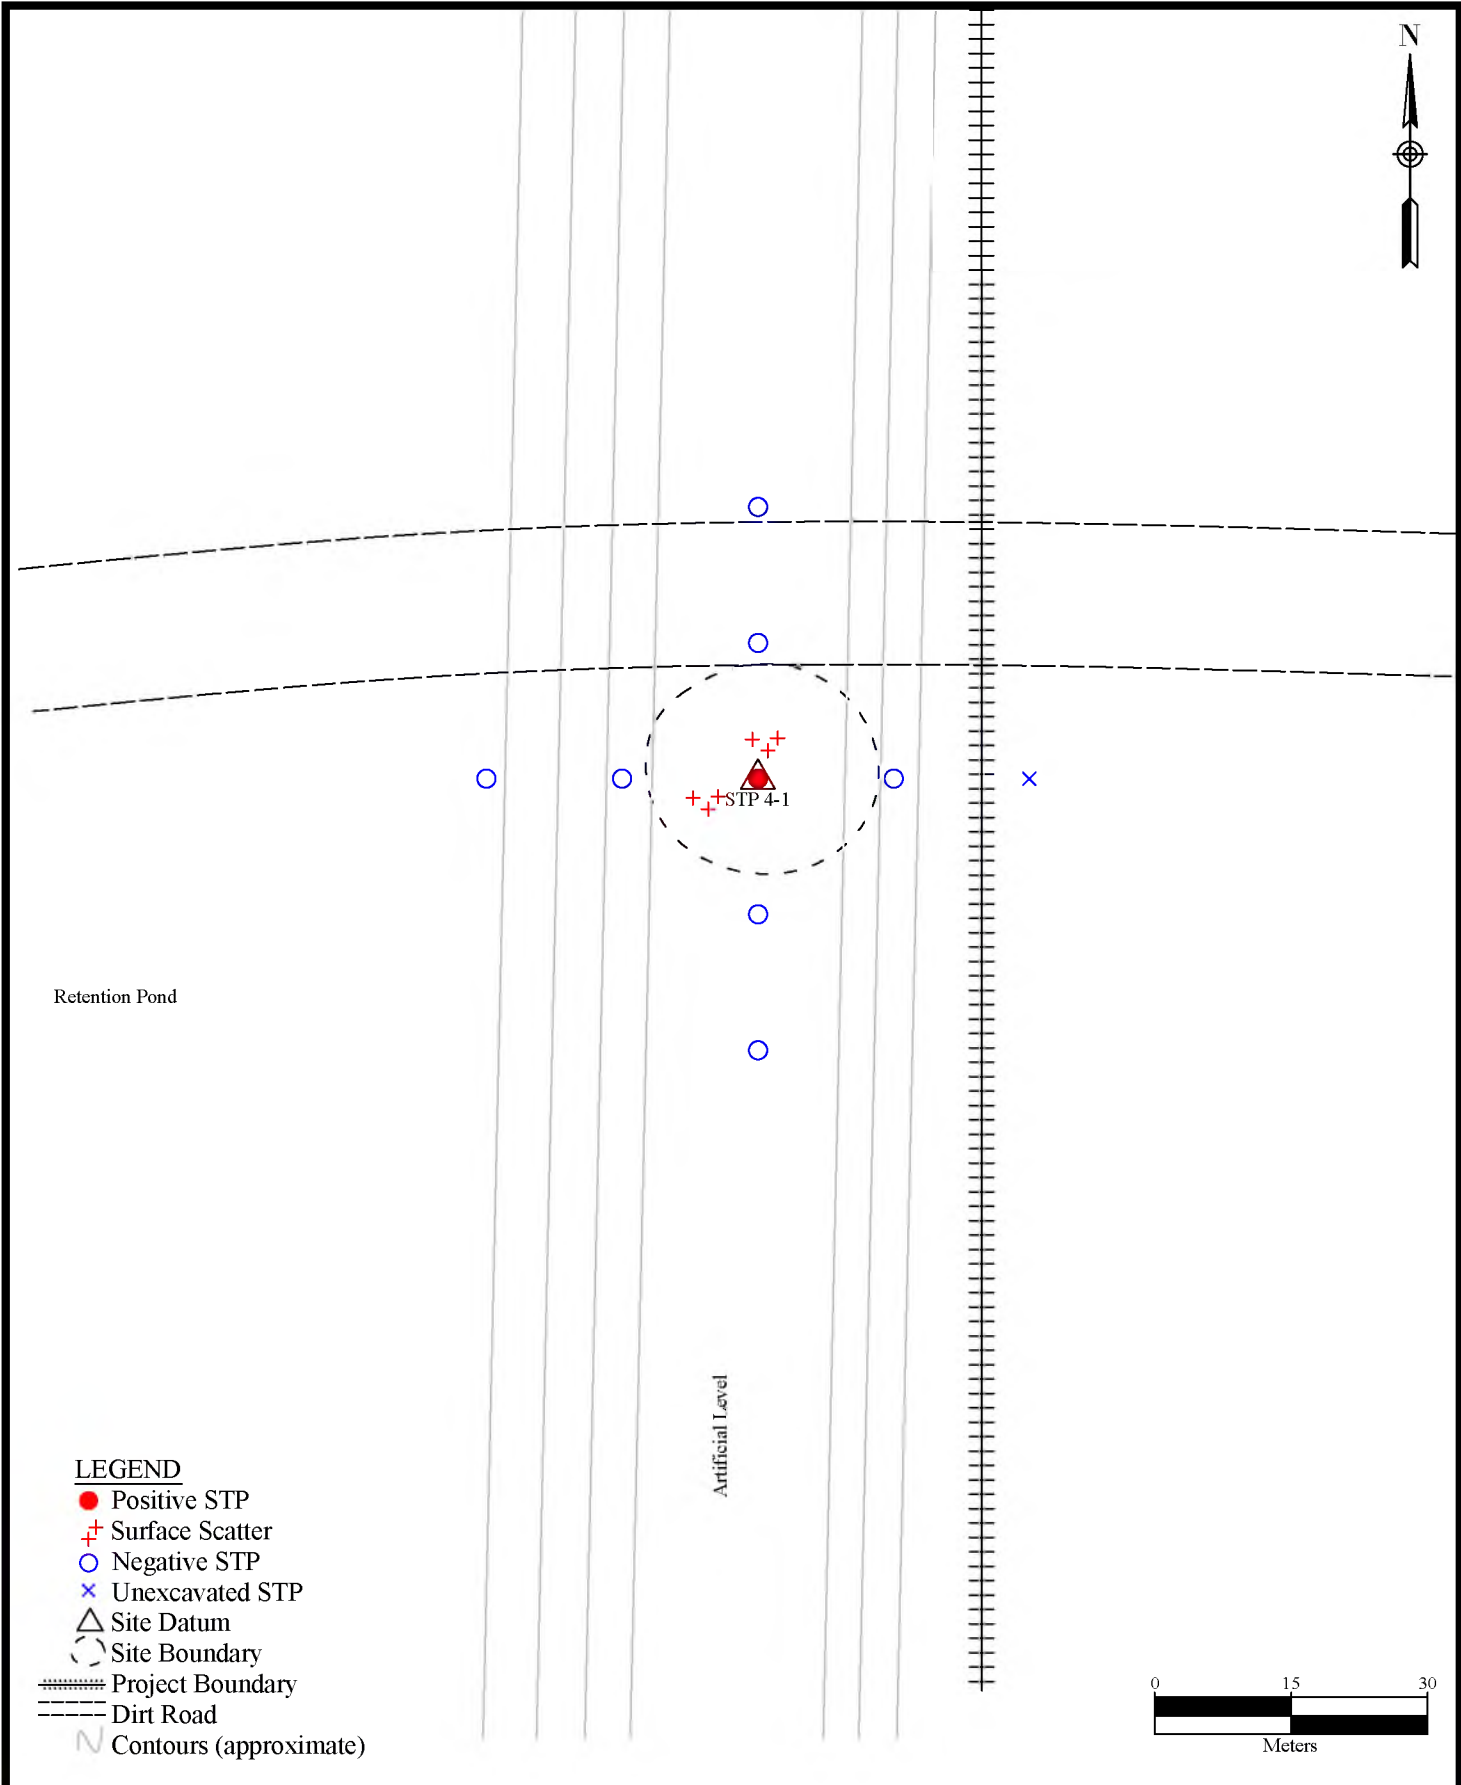 N
STP 4-1
Retention Pond
Artificial Level
LEGEND
Positive STP
Surface Scatter
Negative STP
Unexcavated STP
Site Datum
Site Boundary
Project Boundary
Dirt Road
Contours (approximate)
0 15 30
Meters